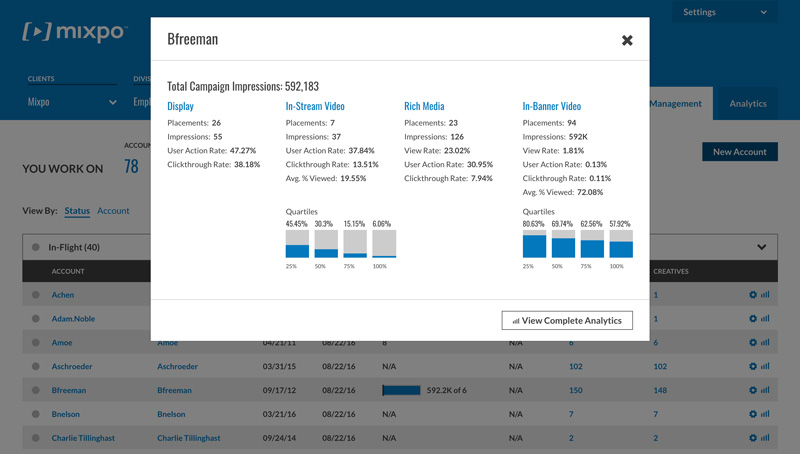 mixpo
Settings
CLIENTS
DIVIS
Mixpo
Empl
Management
Analytics
ACCOUN
YOU WORK ON
78
New Account
View By: Status Account
Bfreeman
Total Campaign Impressions: 592,183
Display
Placements: 26
Impressions: 55
User Action Rate: 47.27%
Clickthrough Rate: 38.18%
In-Stream Video
Placements: 7
Impressions: 37
User Action Rate: 37.84%
Clickthrough Rate: 13.51%
Avg. % Viewed: 19.55%
Quartiles
45.45% 30.3% 15.15% 6.06%
25% 50% 75% 100%
Rich Media
Placements: 23
Impressions: 126
View Rate: 23.02%
User Action Rate: 30.95%
Clickthrough Rate: 7.94%
In-Banner Video
Placements: 94
Impressions: 592K
View Rate: 1.81%
User Action Rate: 0.13%
Clickthrough Rate: 0.11%
Avg. % Viewed: 72.08%
Quartiles
80.63% 69.74% 62.56% 57.92%
25% 50% 75% 100%
View Complete Analytics
In-Flight (40)
ACCOUNT CREATIVES
Achen 1
Adam.Noble 1
Amoe Amoe 04/21/11 08/22/16 8 N/A 6 6
Aschroeder Aschroeder 03/31/15 08/22/16 N/A N/A 102 102
Bfreeman Bfreeman 09/17/12 08/22/16 592.2K of 6 N/A 150 148
Bnelson Bnelson 03/21/16 08/22/16 N/A N/A 7 7
Charlie Tillinghast Charlie Tillinghast 09/24/14 08/22/16 N/A N/A 2 2